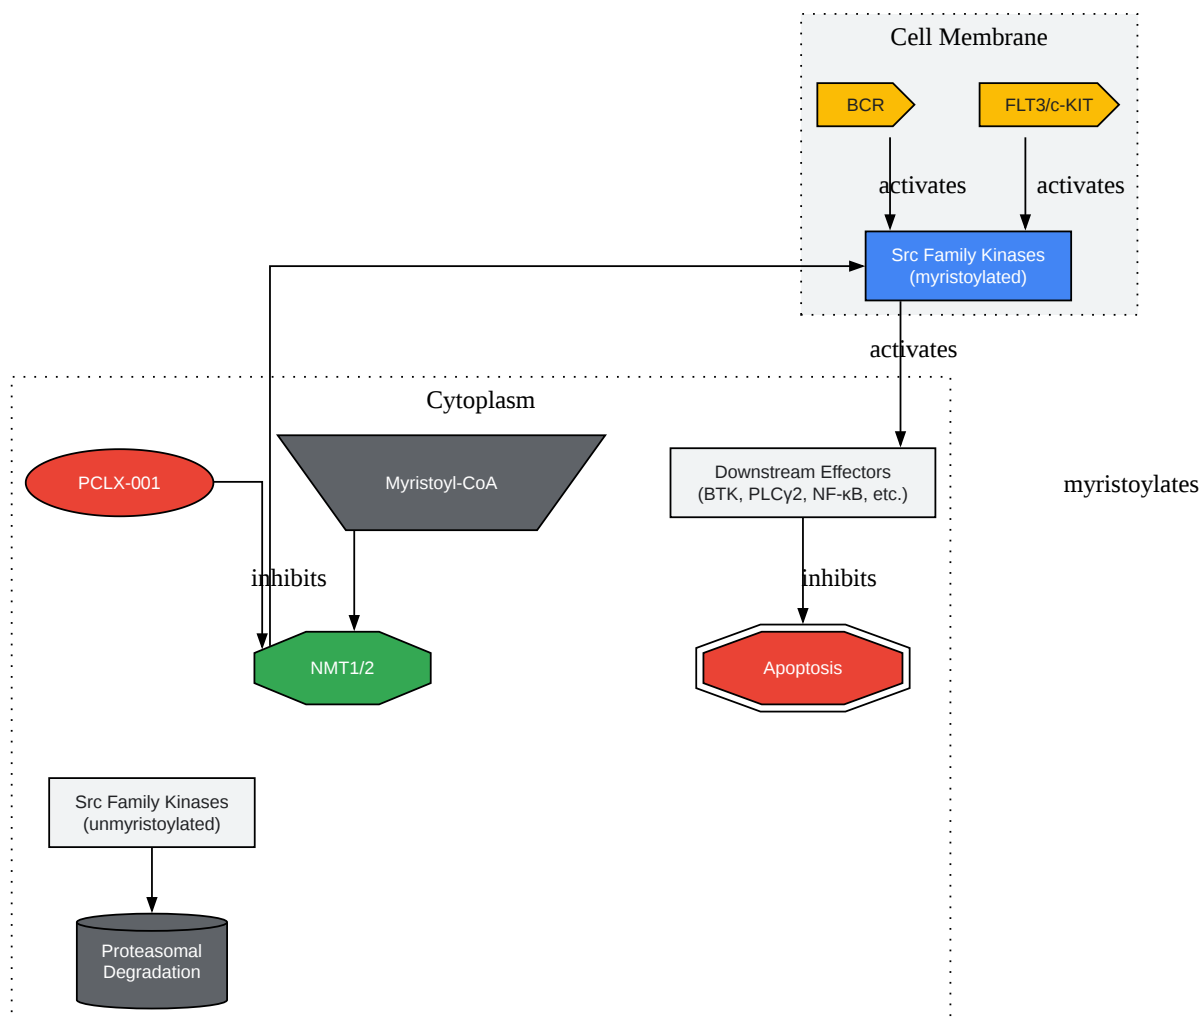 Cell Membrane
BCR
FLT3/c-KIT
activates
activates
Src Family Kinases
(myristoylated)
activates
Cytoplasm
PCLX-001
Myristoyl-CoA
Downstream Effectors
(BTK, PLCγ2, NF-κB, etc.)
myristoylates
inhibits
inhibits
NMT1/2
Apoptosis
Src Family Kinases
(unmyristoylated)
Proteasomal
Degradation